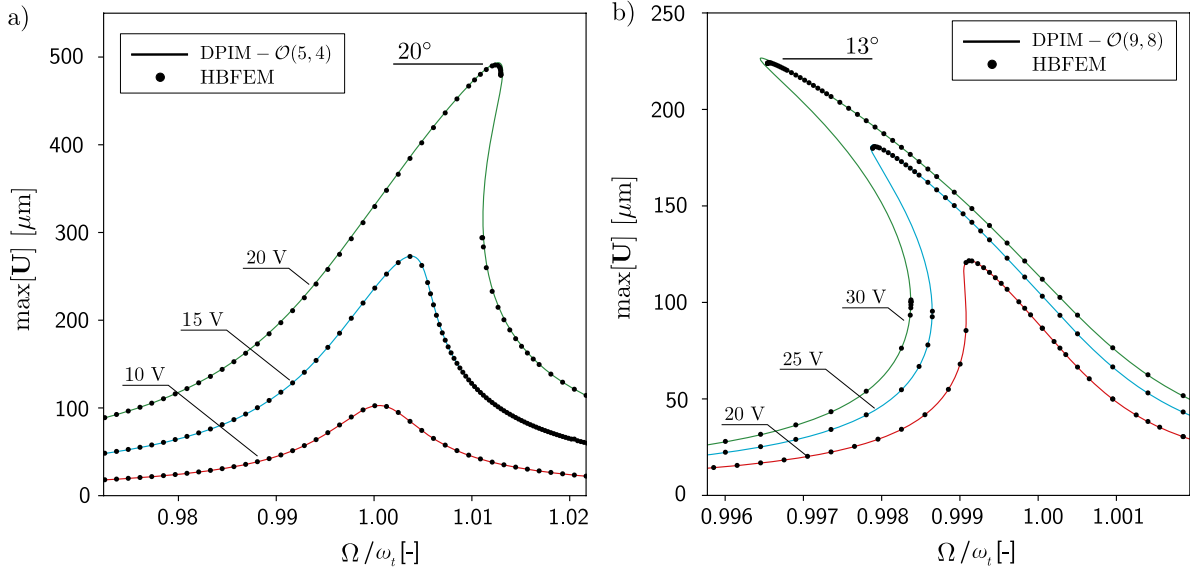 a)
DPIM − 𝒪(5, 4)
HBFEM
20°
20 V
15 V
10 V
max[U] [μm]
500
400
300
200
100
0
0.98
0.99
1.00
1.01
1.02
Ω/ω_t[-]
b)
DPIM − 𝒪(9, 8)
HBFEM
13°
30 V
25 V
20 V
max[U] [μm]
250
200
150
100
50
0
0.996
0.997
0.998
0.999
1.000
1.001
Ω/ω_t[-]